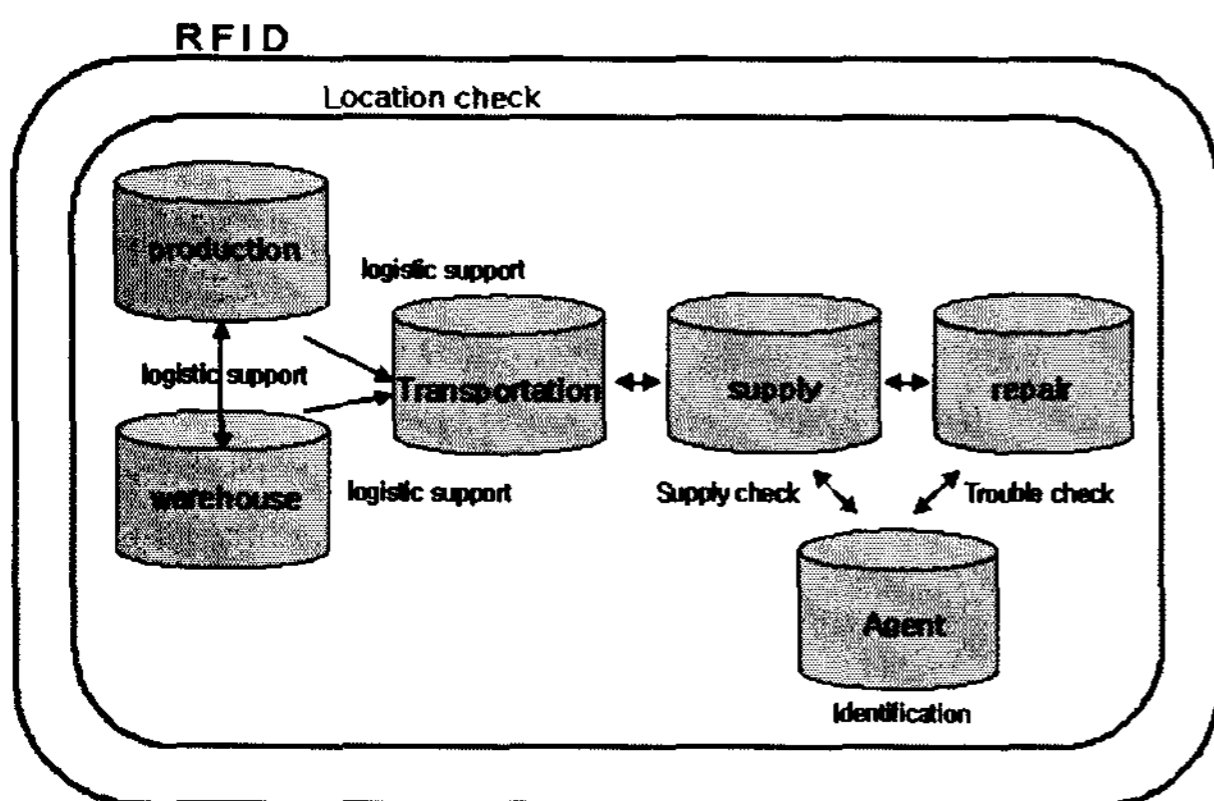 RFID
Location check
production
logistic support
logistic support
Transportation
supply
repair
warehouse
logistic support
Supply check
Trouble check
Agent
Identification